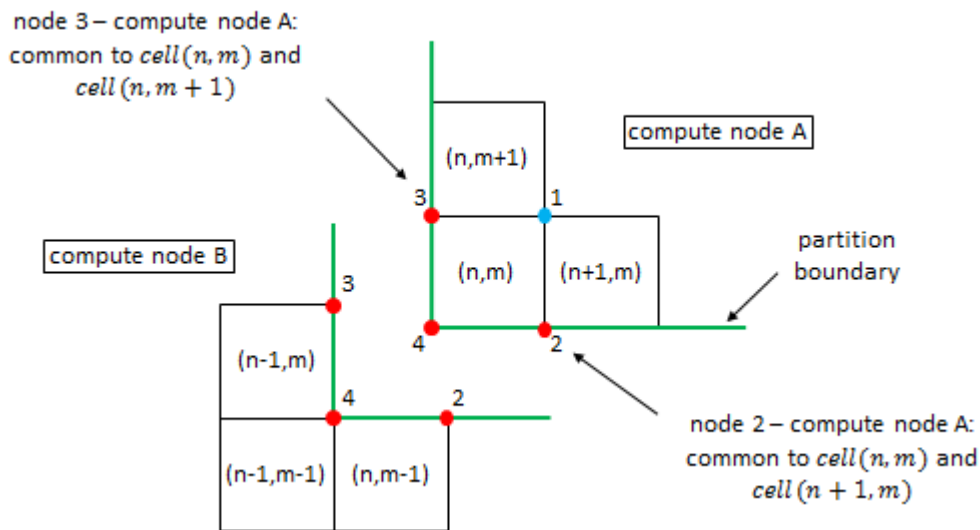 node 3 – compute node A:
common to cell(n, m) and
cell(n, m + 1)
compute node A
(n,m+1)
3
1
compute node B
(n,m)
(n+1,m)
partition
boundary
3
4
2
(n-1,m)
4
2
node 2 – compute node A:
common to cell(n, m) and
cell(n + 1, m)
(n-1,m-1)
(n,m-1)